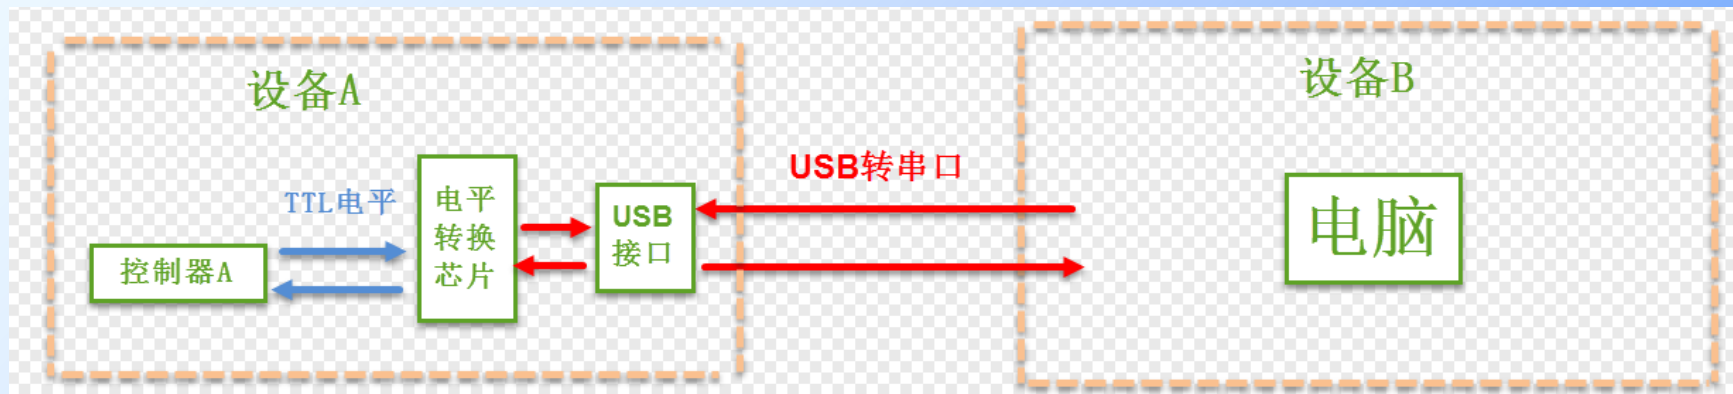 设备A
设备B
USB转串口
TTL电平
电平
转换
芯片
USB
接口
控制器A
电脑